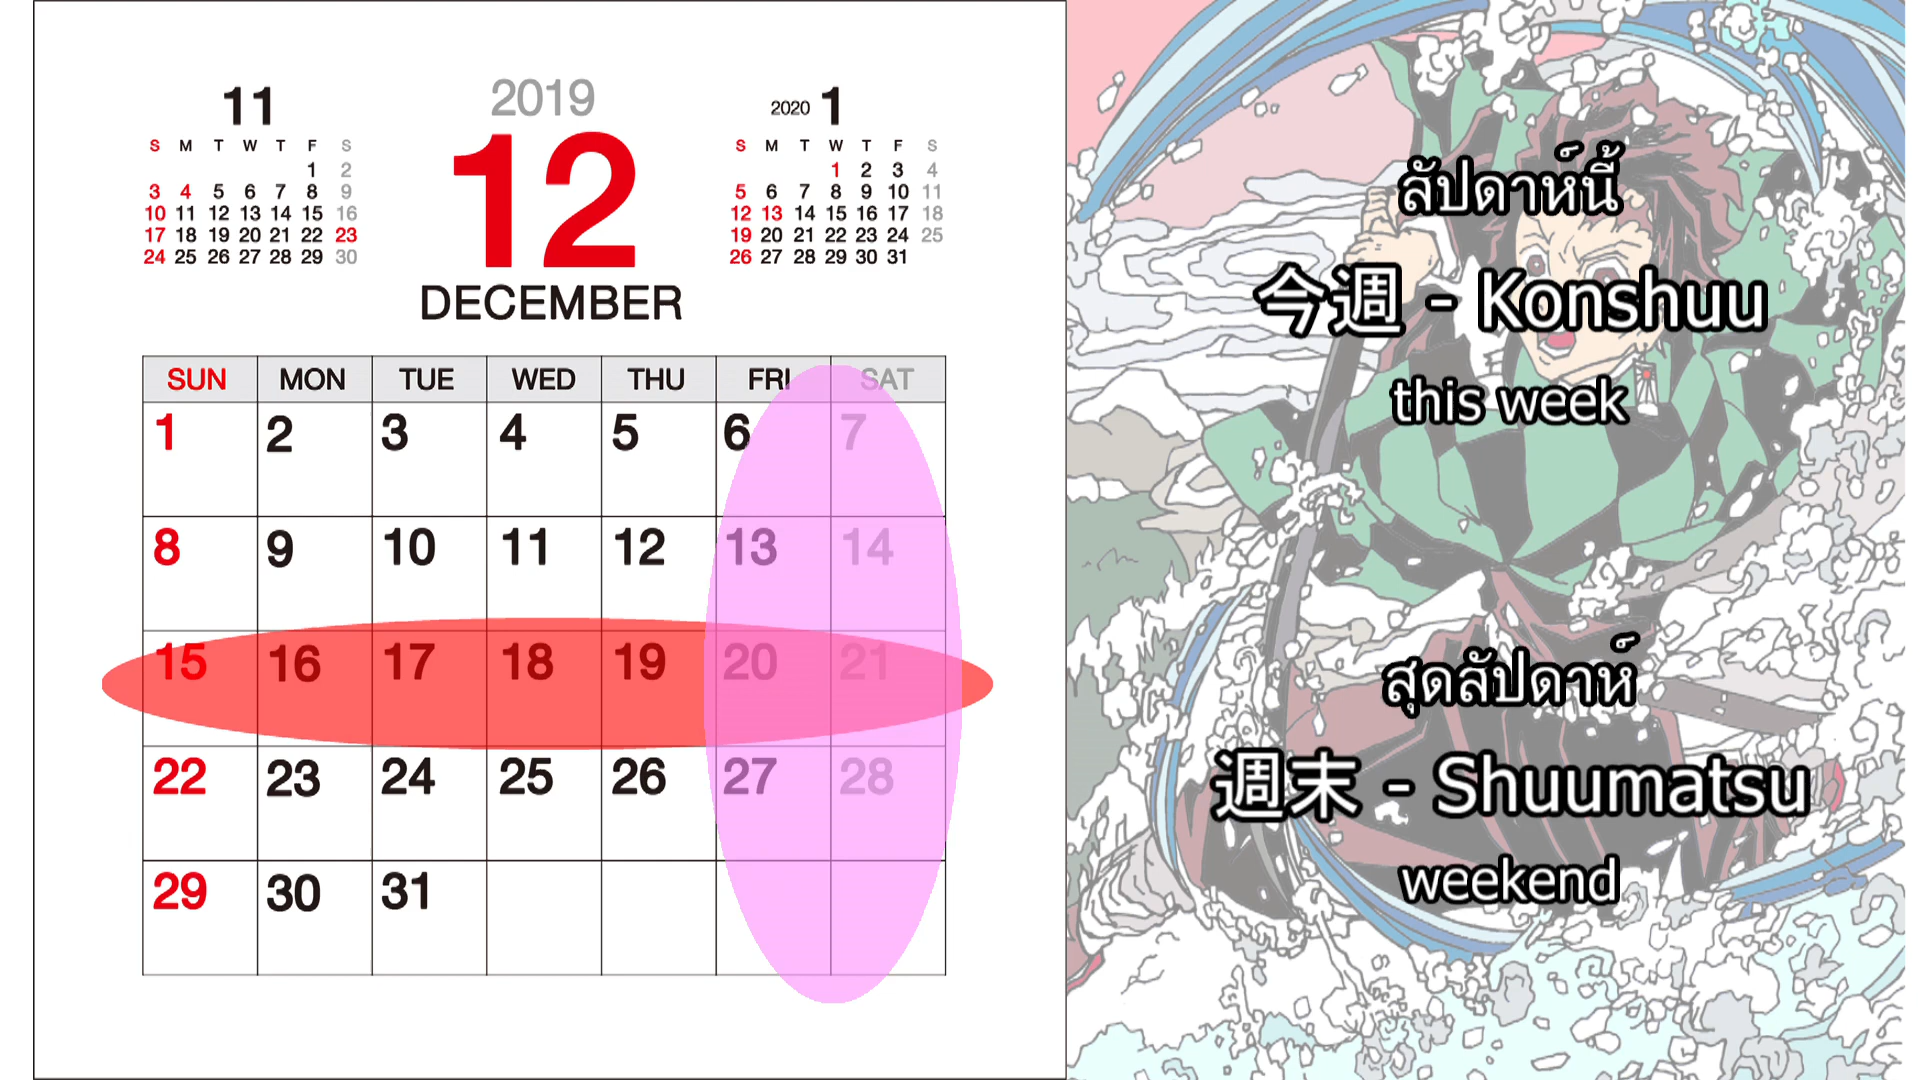 11
S M T W T F S
1 2
3 4 5 6 7 8 9
10 11 12 13 14 15 16
17 18 19 20 21 22 23
24 25 26 27 28 29 30
2019
12
DECEMBER
2020 1
S M T W T F S
1 2 3 4
5 6 7 8 9 10 11
12 13 14 15 16 17 18
19 20 21 22 23 24 25
26 27 28 29 30 31
SUN MON TUE WED THU FRI SAT
1 2 3 4 5 6 7
8 9 10 11 12 13 14
15 16 17 18 19 20 21
22 23 24 25 26 27 28
29 30 31
สัปดาห์นี้
今週 - Konshuu
this week
สุดสัปดาห์
週末 - Shuumatsu
weekend